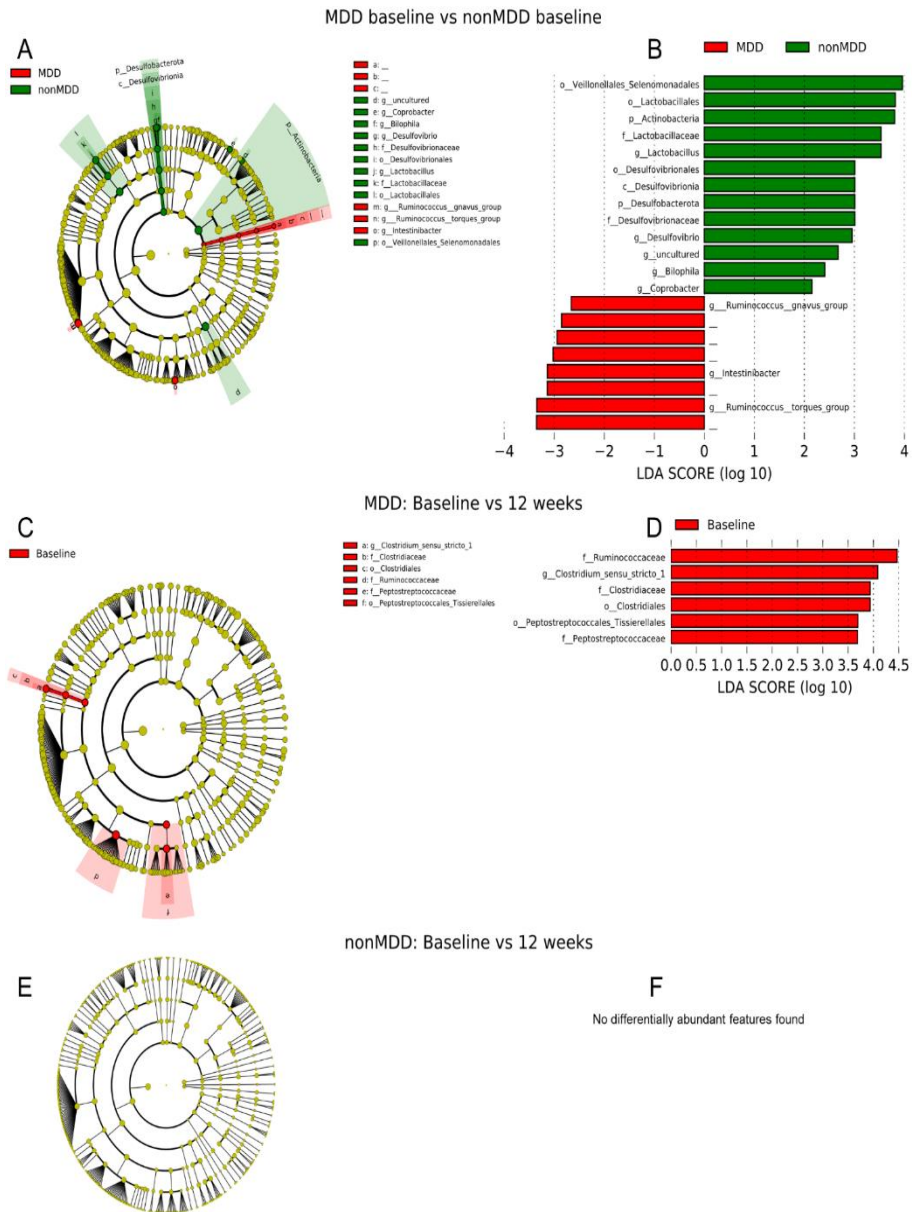 MDD baseline vs nonMDD baseline
A
MDD
nonMDD
p__Desulfobacterota
c__Desulfovibrionia
i
h
l
k
p__Actinobacteria
a b c
d
a: __
b: __
c: __
d: g__uncultured
e: g__Coprobacter
f: g__Bilophila
g: g__Desulfovibrio
h: f__Desulfovibrionaceae
i: o__Desulfovibrionales
j: g__Lactobacillus
k: f__Lactobacillaceae
l: o__Lactobacillales
m: g__Ruminococcus_gnavus_group
n: g__Ruminococcus_torques_group
o: g__Intestinibacter
p: o__Veillonellales_Selenomonadales
B
MDD nonMDD
o__Veillonellales_Selenomonadales
o__Lactobacillales
p__Actinobacteria
f__Lactobacillaceae
g__Lactobacillus
o__Desulfovibrionales
c__Desulfovibrionia
p__Desulfobacterota
f__Desulfovibrionaceae
g__Desulfovibrio
g__uncultured
g__Bilophila
g__Coprobacter
g___Ruminococcus__gnavus_group
__
__
__
g__Intestinibacter
__
g___Ruminococcus__torques_group
__
−4 −3 −2 −1 0 1 2 3 4
LDA SCORE (log 10)
MDD: Baseline vs 12 weeks
C
Baseline
c b a
d
e
f
a: g__Clostridium_sensu_stricto_1
b: f__Clostridiaceae
c: o__Clostridiales
d: f__Ruminococcaceae
e: f__Peptostreptococcaceae
f: o__Peptostreptococcales_Tissierellales
D
Baseline
f__Ruminococcaceae
g__Clostridium_sensu_stricto_1
f__Clostridiaceae
o__Clostridiales
o__Peptostreptococcales_Tissierellales
f__Peptostreptococcaceae
0.0 0.5 1.0 1.5 2.0 2.5 3.0 3.5 4.0 4.5
LDA SCORE (log 10)
nonMDD: Baseline vs 12 weeks
E
F
No differentially abundant features found